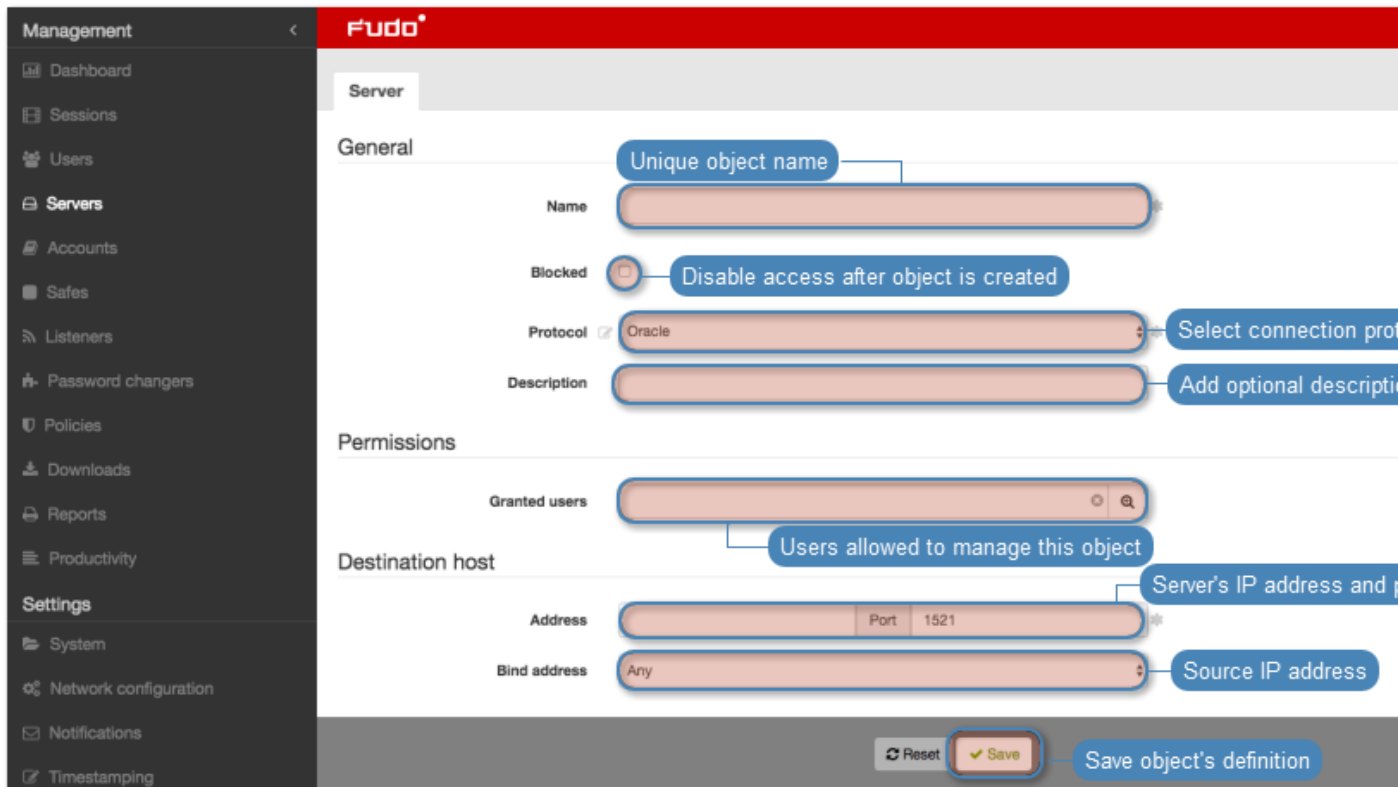 Management
Dashboard
Sessions
Users
Servers
Accounts
Safes
Listeners
Password changers
Policies
Downloads
Reports
Productivity
Settings
System
Network configuration
Notifications
Timestamping
FUDO
Server
General
Unique object name
Name
Blocked
Disable access after object is created
Protocol Oracle
Select connection
Description
Add optional
Permissions
Granted users
Users allowed to manage this object
Destination host
Server's IP address and
Address Port 1521
Bind address Any
Source IP address
Reset Save
Save object's definition